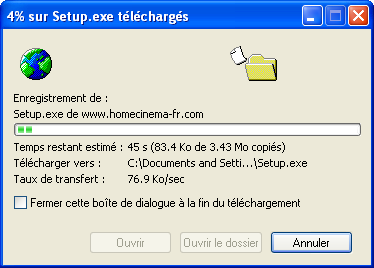 4% sur Setup.exe téléchargés
Enregistrement de :
Setup.exe de www.homecinema-fr.com
Temps restant estimé : 45 s (83.4 Ko de 3.43 Mo copiés)
Télécharger vers : C:\Documents and Setti...\Setup.exe
Taux de transfert : 76.9 Ko/sec
Fermer cette boîte de dialogue à la fin du téléchargement
Ouvrir Ouvrir le dossier Annuler